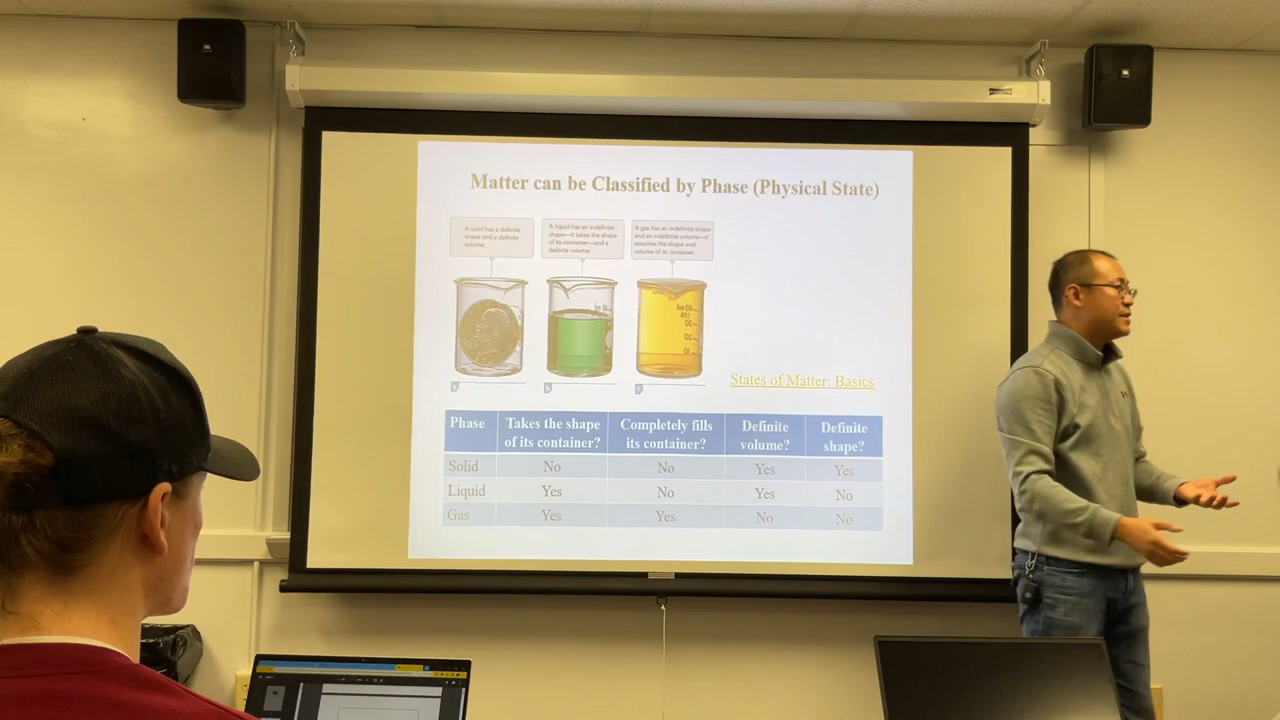 JBL
JBL
Matter can be Classified by Phase (Physical State)
A solid has a definite
shape and a definite
volume.
A liquid has an indefinite
shape—it takes the shape
of its container—and a
definite volume.
A gas has an indefinite shape
and an indefinite volume—it
assumes the shape and
volume of its container.
a
b
c
States of Matter: Basics
Phase Takes the shape of its container? Completely fills its container? Definite volume? Definite shape?
Solid No No Yes Yes
Liquid Yes No Yes No
Gas Yes Yes No No